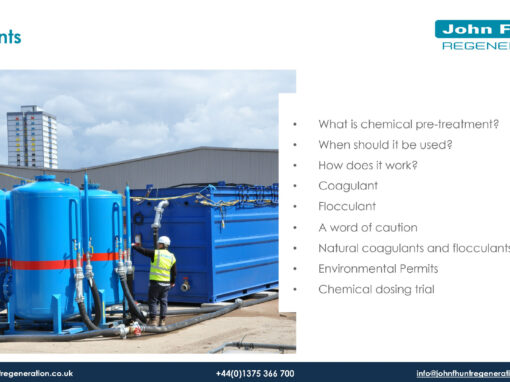 nts
John F
REGENER
• What is chemical pre-treatment?
• When should it be used?
• How does it work?
• Coagulant
• Flocculant
• A word of caution
• Natural coagulants and flocculants
• Environmental Permits
• Chemical dosing trial
tregeneration.co.uk
+44(0)1375 366 700
info@johnfhuntregenerati